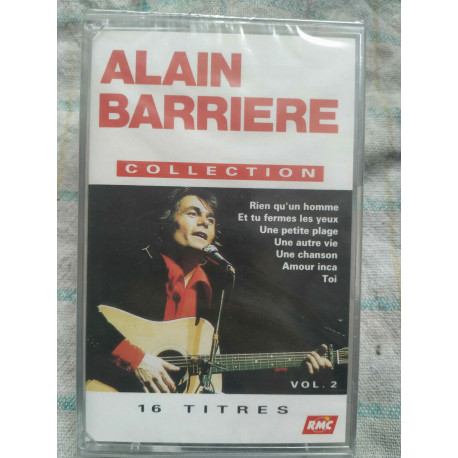 ALAIN
BARRIERE
COLLECTION
Rien qu'un homme
Et tu fermes les yeux
Une petite plage
Une autre vie
Une chanson
Amour inca
Toi
VOL. 2
16 TITRES
RMC